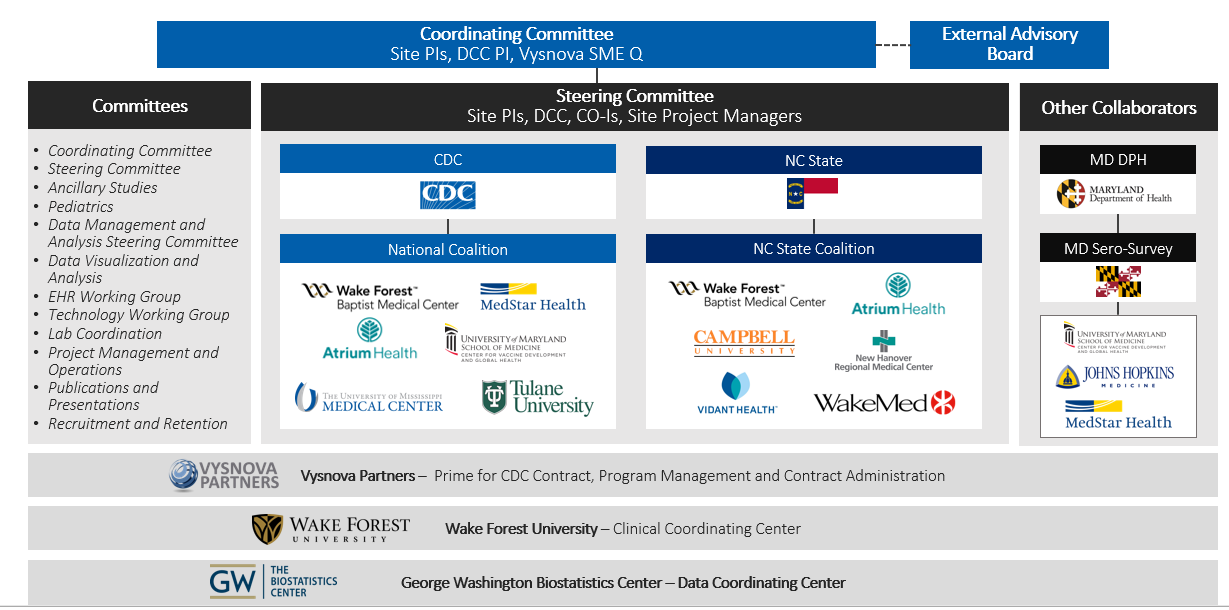 Coordinating Committee
Site PIs, DCC PI, Vysnova SME Q
External Advisory
Board
Committees
• Coordinating Committee
• Steering Committee
• Ancillary Studies
• Pediatrics
• Data Management and
Analysis Steering Committee
• Data Visualization and
Analysis
• EHR Working Group
• Technology Working Group
• Lab Coordination
• Project Management and
Operations
• Publications and
Presentations
• Recruitment and Retention
Steering Committee
Site PIs, DCC, CO-Is, Site Project Managers
CDC
CDC
National Coalition
Wake Forest™
Baptist Medical Center
MedStar Health
Atrium Health
UNIVERSITY of MARYLAND
SCHOOL OF MEDICINE
CENTER FOR VACCINE DEVELOPMENT
AND GLOBAL HEALTH
THE UNIVERSITY OF MISSISSIPPI
MEDICAL CENTER
Tulane
University
NC State
N C
NC State Coalition
Wake Forest™
Baptist Medical Center
Atrium Health
CAMPBELL
UNIVERSITY
New Hanover
Regional Medical Center
VIDANT HEALTH™
WakeMed
Other Collaborators
MD DPH
MARYLAND
Department of Health
MD Sero-Survey
UNIVERSITY of MARYLAND
SCHOOL OF MEDICINE
CENTER FOR VACCINE DEVELOPMENT
AND GLOBAL HEALTH
JOHNS HOPKINS
MEDICINE
MedStar Health
VYSNOVA
PARTNERS
Vysnova Partners – Prime for CDC Contract, Program Management and Contract Administration
WAKE FOREST
UNIVERSITY
Wake Forest University – Clinical Coordinating Center
GW
THE
BIOSTATISTICS
CENTER
George Washington Biostatistics Center – Data Coordinating Center